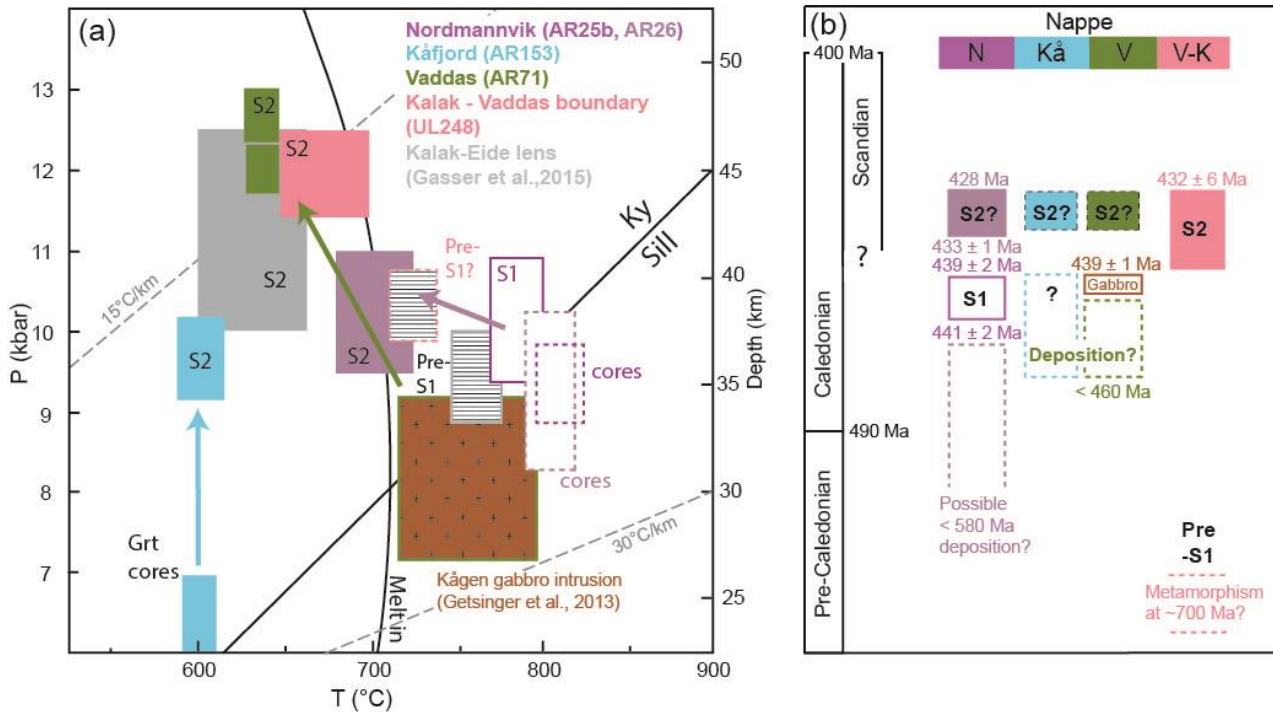 (a)
Nordmannvik (AR25b, AR26)
Kåfjord (AR153)
Vaddas (AR71)
Kalak - Vaddas boundary
(UL248)
Kalak-Eide lens
(Gasser et al.,2015)
13
12
11
10
9
8
7
P (kbar)
50
45
40
35
30
25
Depth (km)
600
700
800
900
T (°C)
S2
S2
S2
S2
S2
Pre-
S1?
S1
Pre-
S1
cores
cores
Grt
cores
Ky
Sill
15°C/km
30°C/km
Melt in
Kågen gabbro intrusion
(Getsinger et al., 2013)
(b)
Nappe
N Kå V V-K
400 Ma
Scandian
?
Caledonian
490 Ma
Pre-Caledonian
428 Ma
432 ± 6 Ma
S2? S2? S2? S2
433 ± 1 Ma
439 ± 2 Ma
439 ± 1 Ma
Gabbro
S1
?
441 ± 2 Ma
Deposition?
< 460 Ma
Possible
< 580 Ma
deposition?
Pre
-S1
Metamorphism
at ~700 Ma?